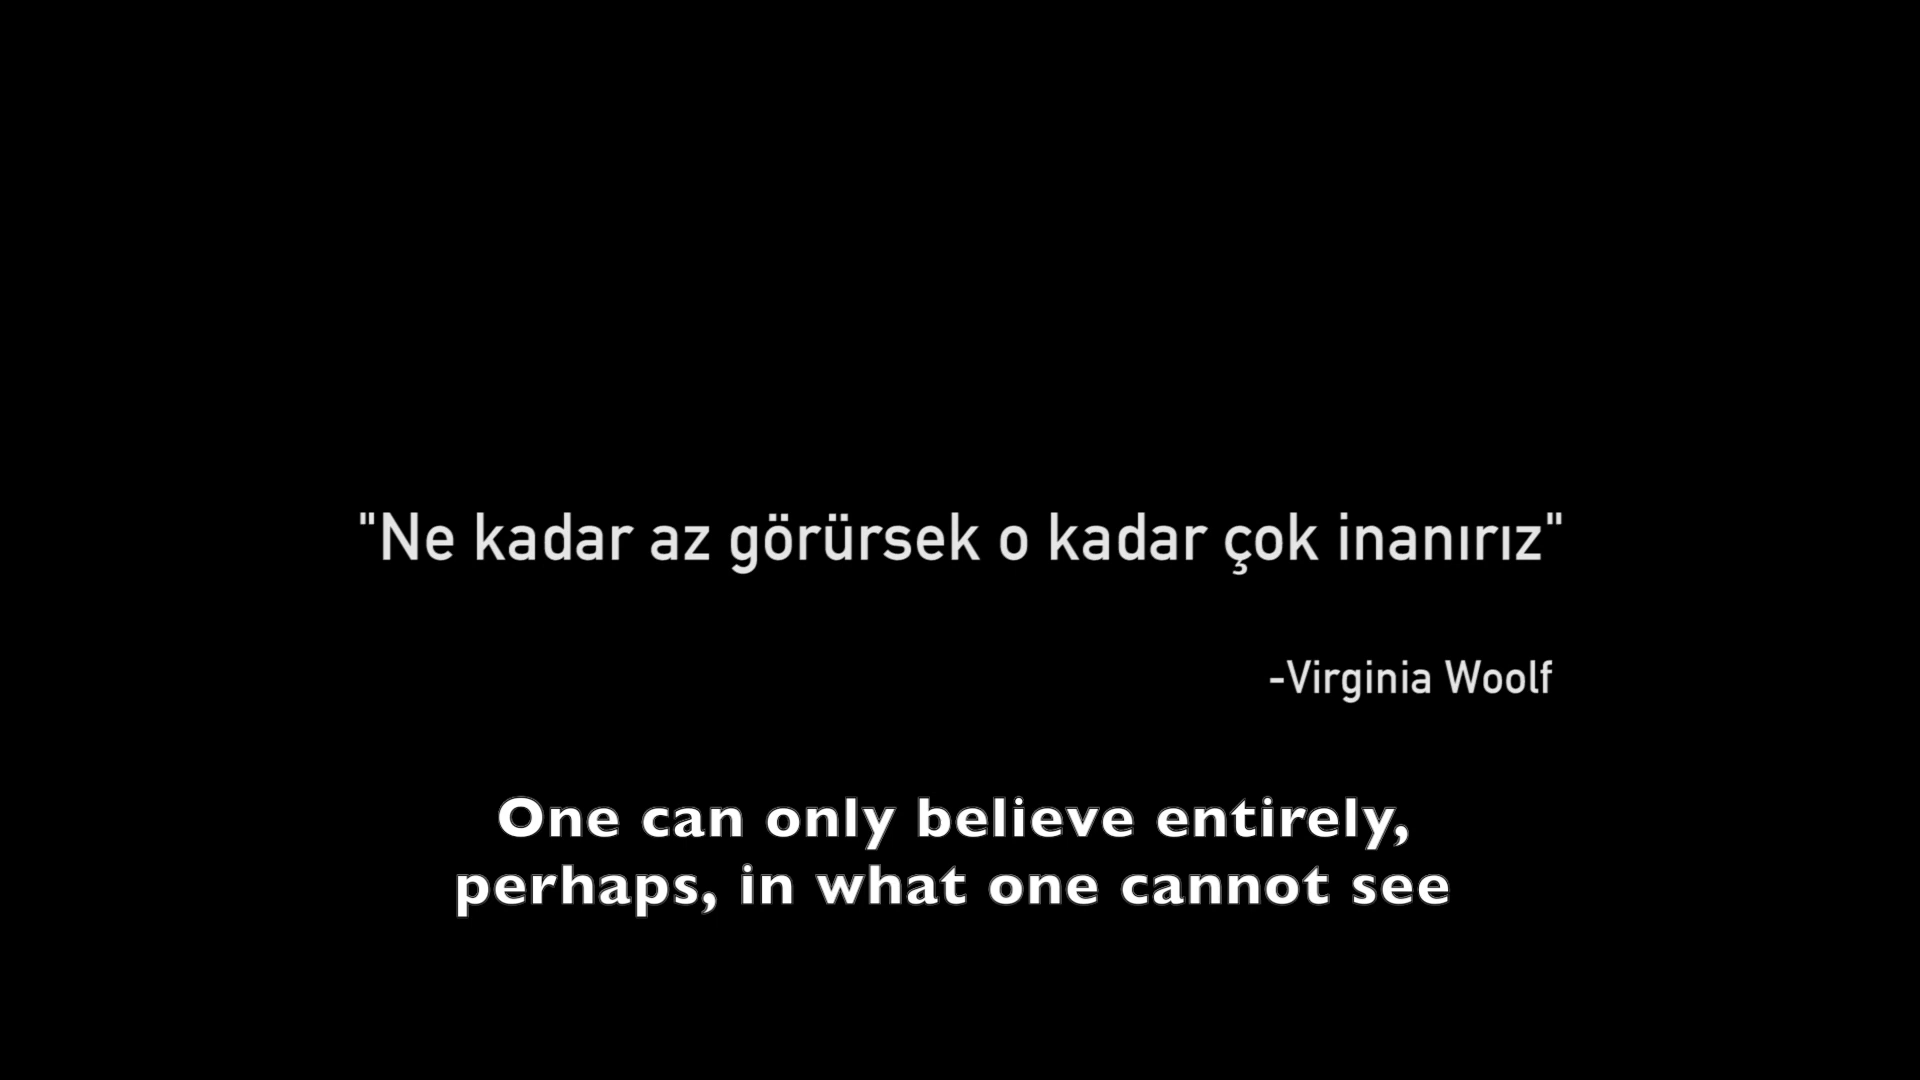 "Ne kadar az görürsek o kadar çok inanırız"
-Virginia Woolf
One can only believe entirely,
perhaps, in what one cannot see